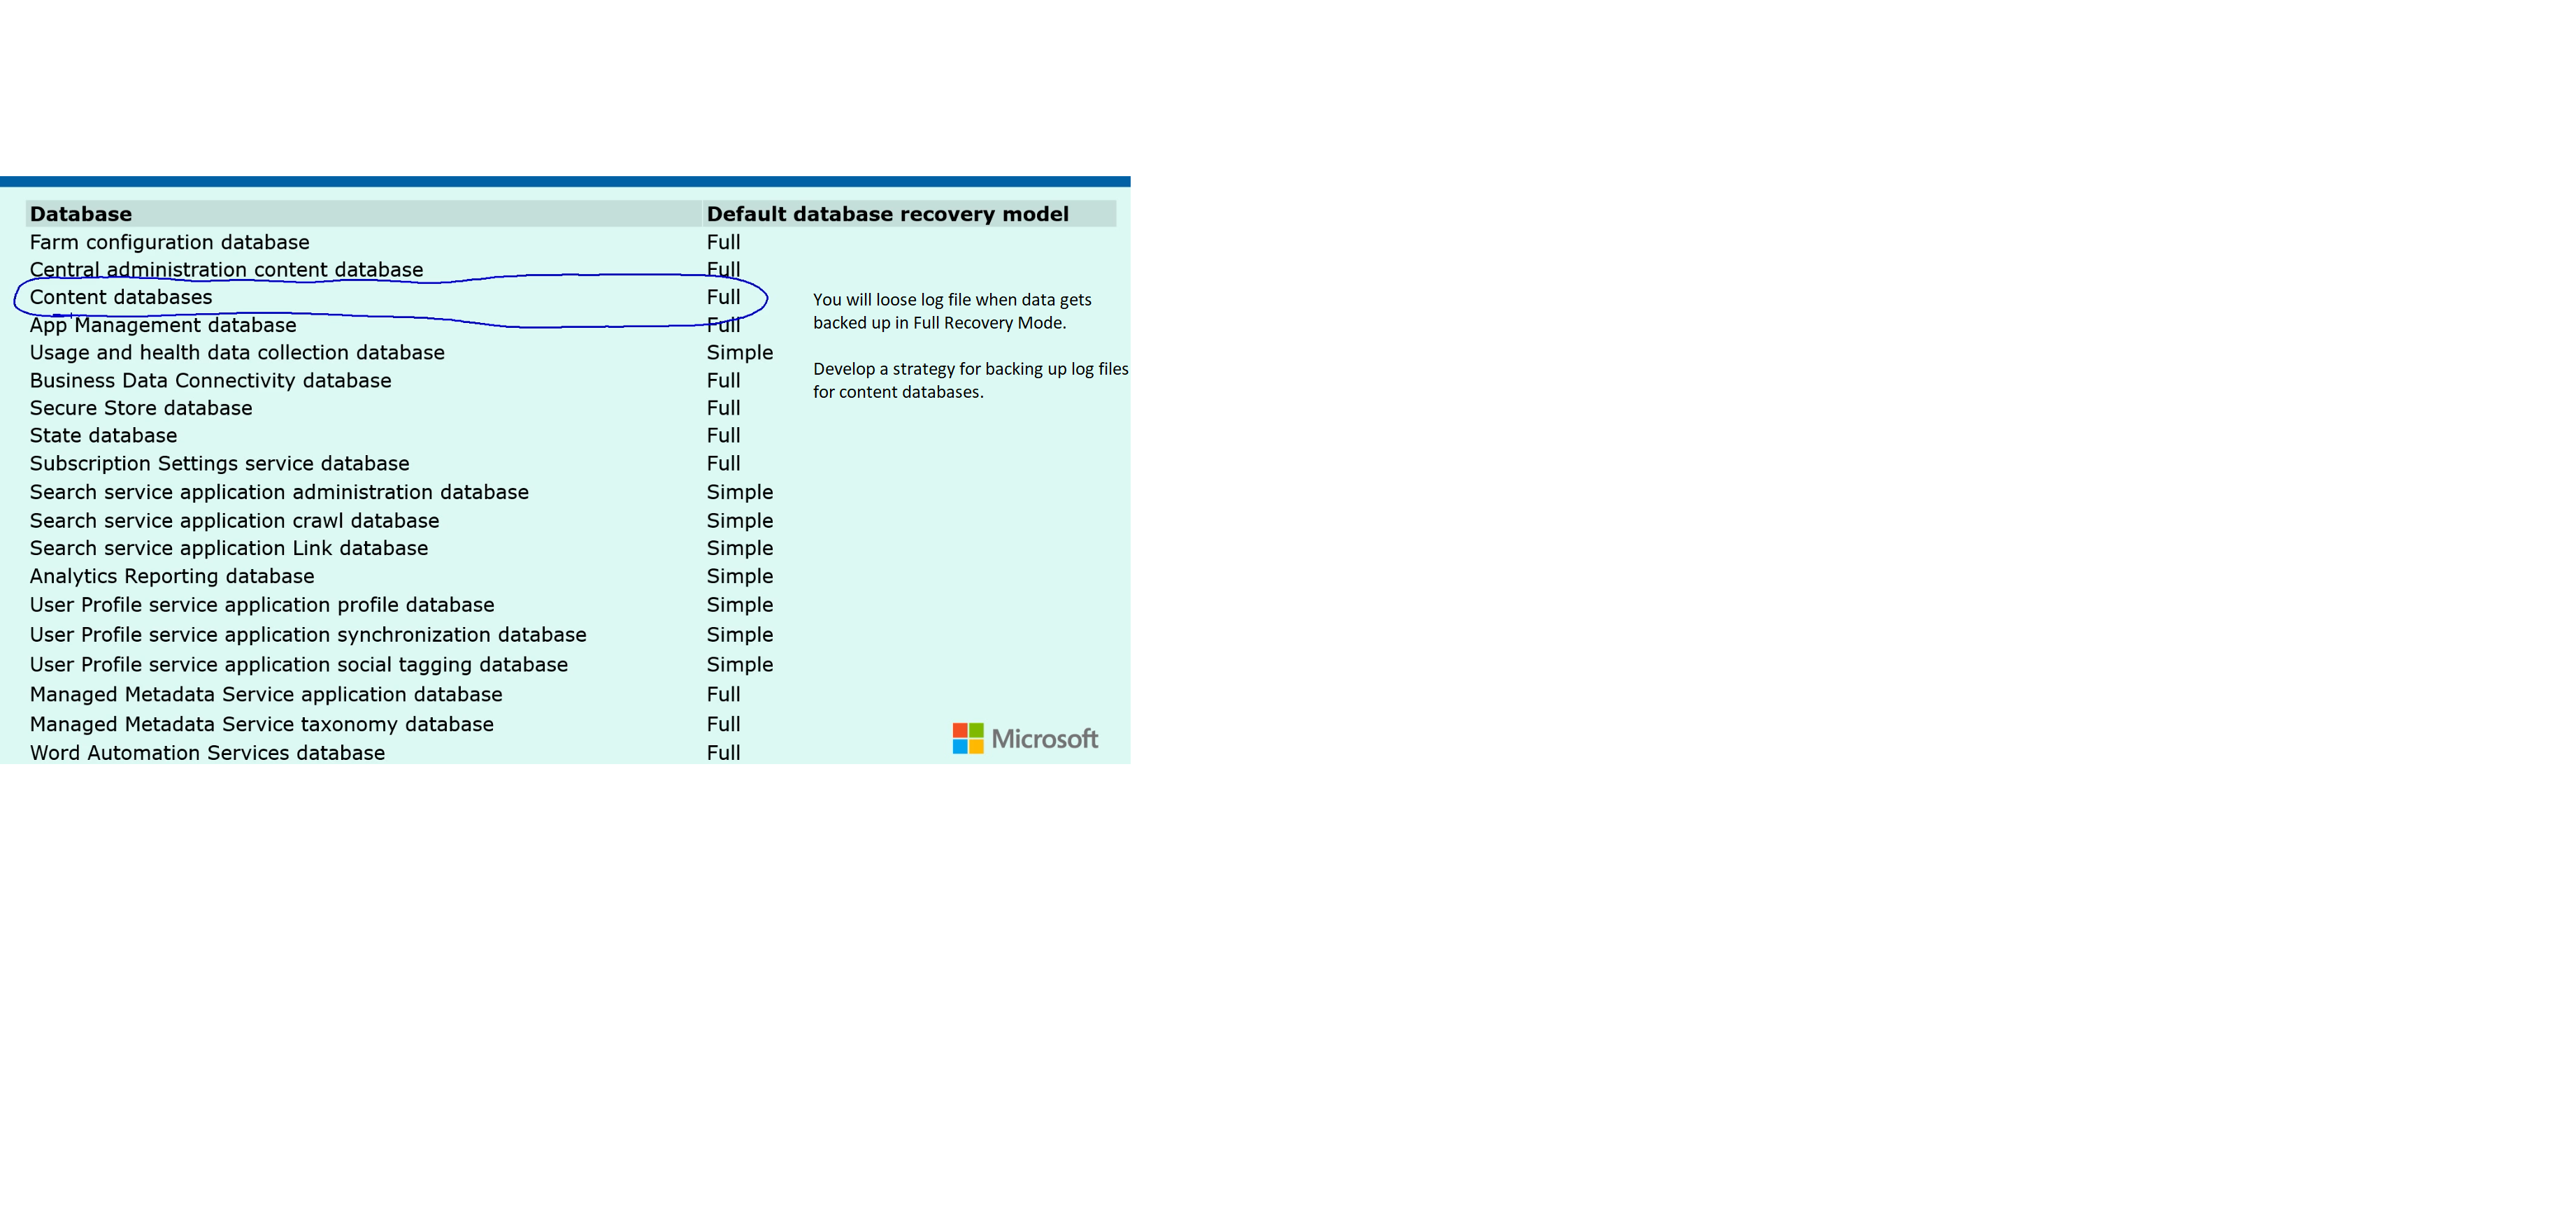 Database Default database recovery model
Farm configuration database Full
Central administration content database Full
Content databases Full
You will loose log file when data gets
backed up in Full Recovery Mode.
App Management database Full
Usage and health data collection database Simple
Develop a strategy for backing up log files
for content databases.
Business Data Connectivity database Full
Secure Store database Full
State database Full
Subscription Settings service database Full
Search service application administration database Simple
Search service application crawl database Simple
Search service application Link database Simple
Analytics Reporting database Simple
User Profile service application profile database Simple
User Profile service application synchronization database Simple
User Profile service application social tagging database Simple
Managed Metadata Service application database Full
Managed Metadata Service taxonomy database Full
Word Automation Services database Full
Microsoft